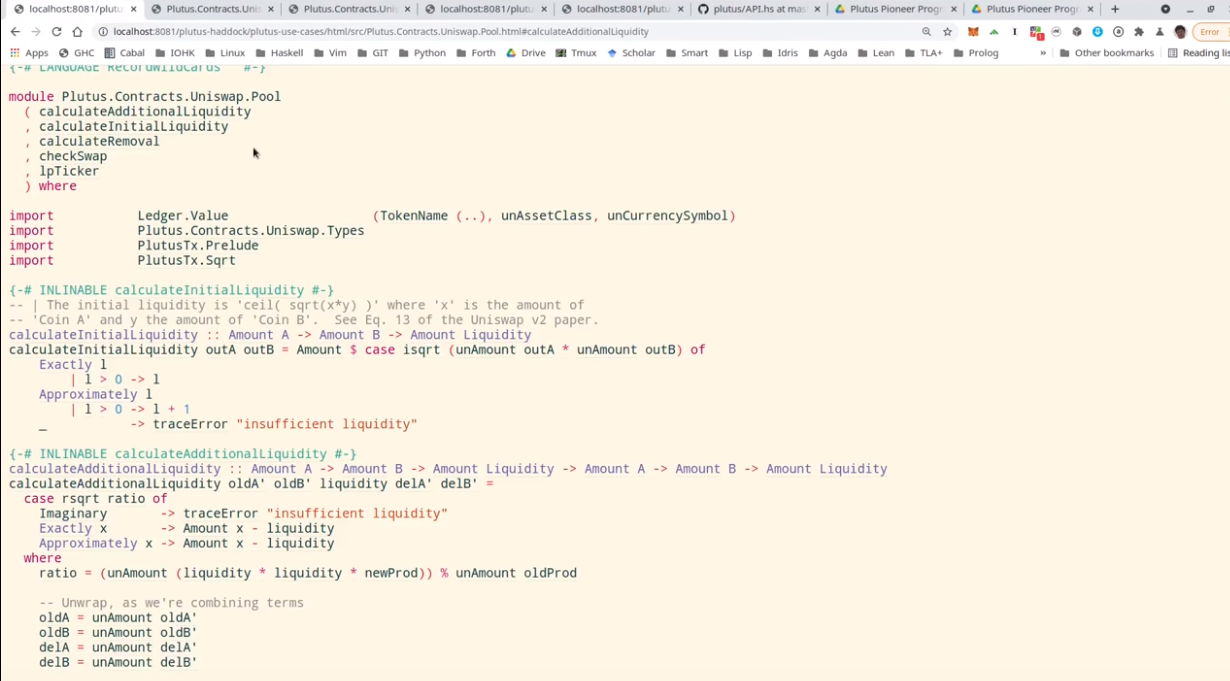 localhost:8081/plutu
Plutus.Contracts.Uni
Plutus.Contracts.Uni
localhost:8081/plutu
localhost:8081/plutu
plutus/API.hs at mas
Plutus Pioneer Prog
Plutus Pioneer Prog
localhost:8081/plutus-haddock/plutus-use-cases/html/src/Plutus.Contracts.Uniswap.Pool.html#calculateAdditionalLiquidity
Error
Apps GHC Cabal IOHK Linux Haskell Vim GIT Python Forth Drive Tmux Scholar Smart Lisp Idris Agda Lean TLA+ Prolog » Other bookmarks Reading lis
{-# LANGUAGE RecordWildCards   #-}
module Plutus.Contracts.Uniswap.Pool
  ( calculateAdditionalLiquidity
  , calculateInitialLiquidity
  , calculateRemoval
  , checkSwap
  , lpTicker
  ) where
import           Ledger.Value                   (TokenName (..), unAssetClass, unCurrencySymbol)
import           Plutus.Contracts.Uniswap.Types
import           PlutusTx.Prelude
import           PlutusTx.Sqrt
{-# INLINABLE calculateInitialLiquidity #-}
-- | The initial liquidity is 'ceil( sqrt(x*y) )' where 'x' is the amount of
-- 'Coin A' and y the amount of 'Coin B'.  See Eq. 13 of the Uniswap v2 paper.
calculateInitialLiquidity :: Amount A -> Amount B -> Amount Liquidity
calculateInitialLiquidity outA outB = Amount $ case isqrt (unAmount outA * unAmount outB) of
    Exactly l
        | l > 0 -> l
    Approximately l
        | l > 0 -> l + 1
    _           -> traceError "insufficient liquidity"
{-# INLINABLE calculateAdditionalLiquidity #-}
calculateAdditionalLiquidity :: Amount A -> Amount B -> Amount Liquidity -> Amount A -> Amount B -> Amount Liquidity
calculateAdditionalLiquidity oldA' oldB' liquidity delA' delB' =
  case rsqrt ratio of
    Imaginary       -> traceError "insufficient liquidity"
    Exactly x       -> Amount x - liquidity
    Approximately x -> Amount x - liquidity
  where
    ratio = (unAmount (liquidity * liquidity * newProd)) % unAmount oldProd
    -- Unwrap, as we're combining terms
    oldA = unAmount oldA'
    oldB = unAmount oldB'
    delA = unAmount delA'
    delB = unAmount delB'